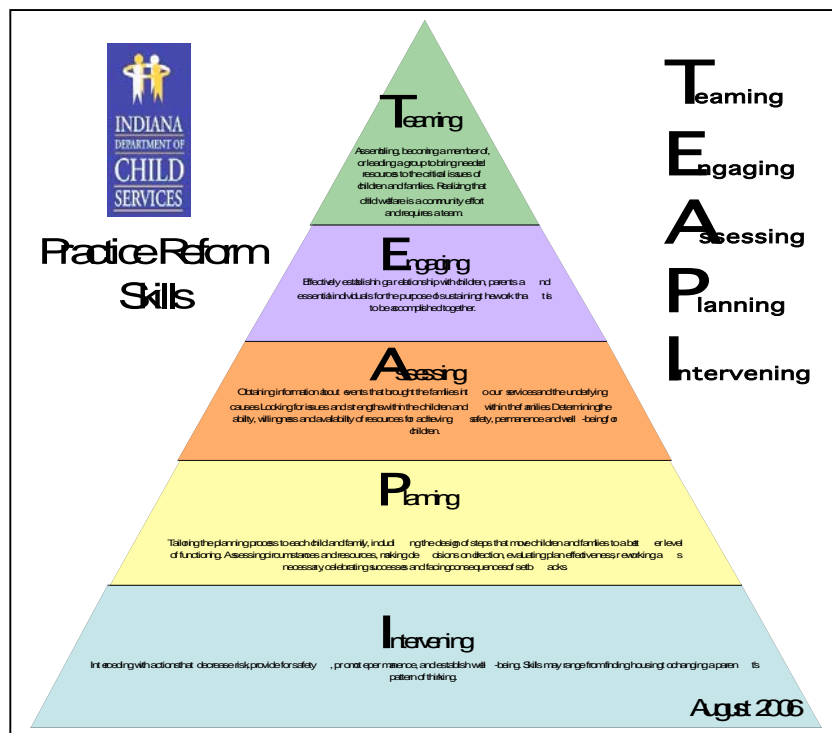 INDIANA
DEPARTMENT OF
CHILD
SERVICES
Practice Reform
Skills
Teaming
Assembling, becoming a member of,
or leading a group to bring needed
resources to the critical issues of
children and families. Realizing that
child welfare is a community effort
and requires a team.
Engaging
Effectively establishing a relationship with children, parents and
essential individuals for the purpose of sustaining the work that is
to be accomplished together.
Assessing
Obtaining information about events that brought the families into our services and the underlying
causes. Looking for issues and strengths within the children and within the families. Determining the
ability, willingness and availability of resources for achieving safety, permanence and well-being for
children.
Planning
Tailoring the planning process to each child and family, including the design of steps that move children and families to a better level
of functioning. Assessing circumstances and resources, making decisions on direction, evaluating plan effectiveness, reworking as
necessary, celebrating successes and facing consequences of setbacks.
Intervening
Interceding with actions that decrease risk, provide for safety, promote permanence, and establish well-being. Skills may range from finding housing to changing a parent's
pattern of thinking.
August 2006
Teaming
Engaging
Assessing
Planning
Intervening